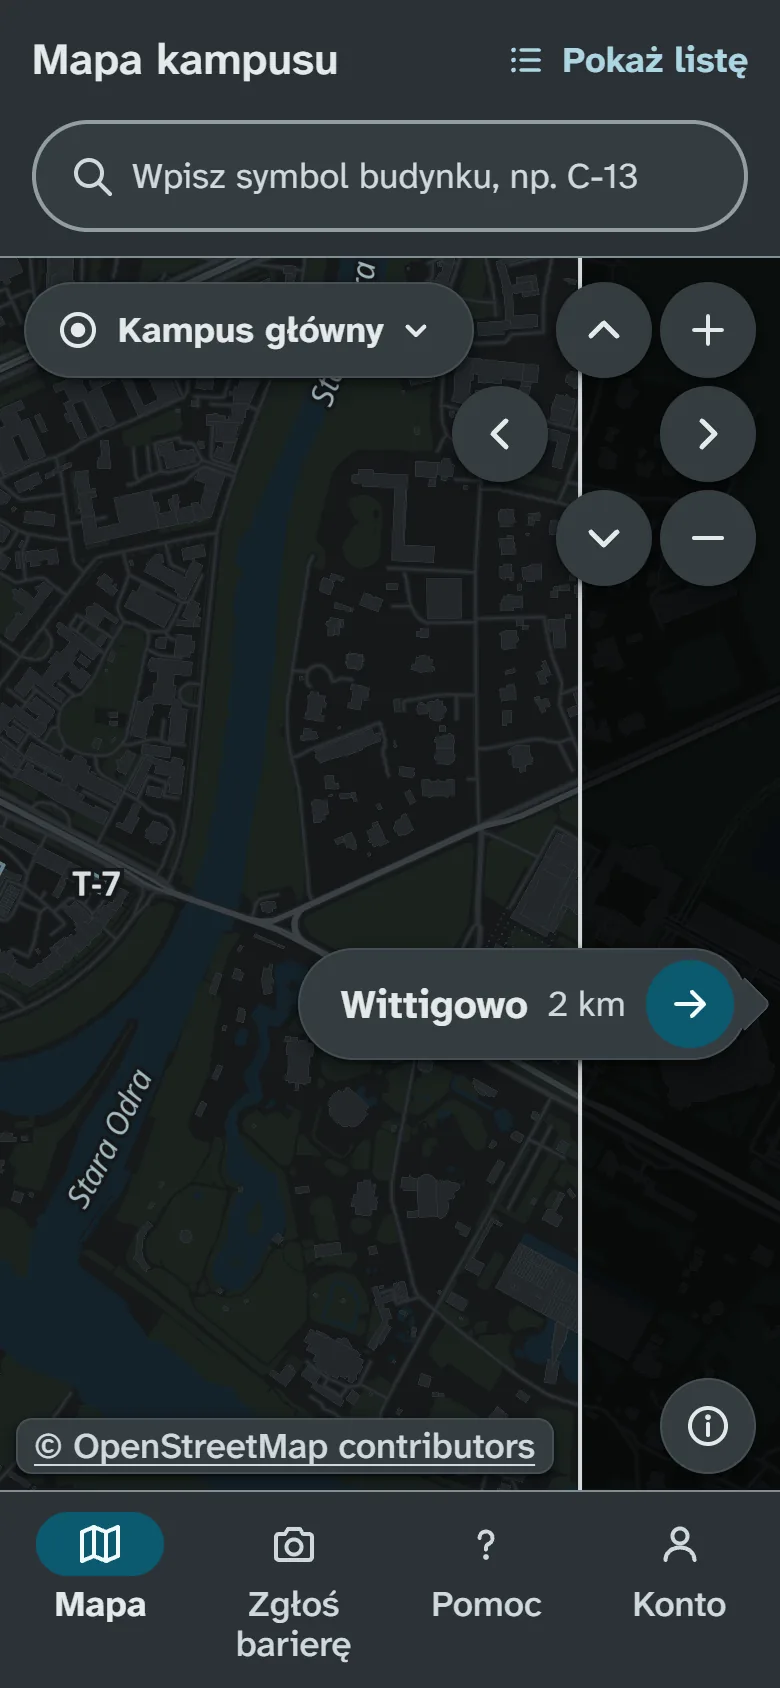 Mapa kampusu
Pokaż listę
Wpisz symbol budynku, np. C-13
Kampus główny
T-7
Wittigowo 2 km
Stara Odra
© OpenStreetMap contributors
Mapa
Zgłoś
barierę
Pomoc
Konto